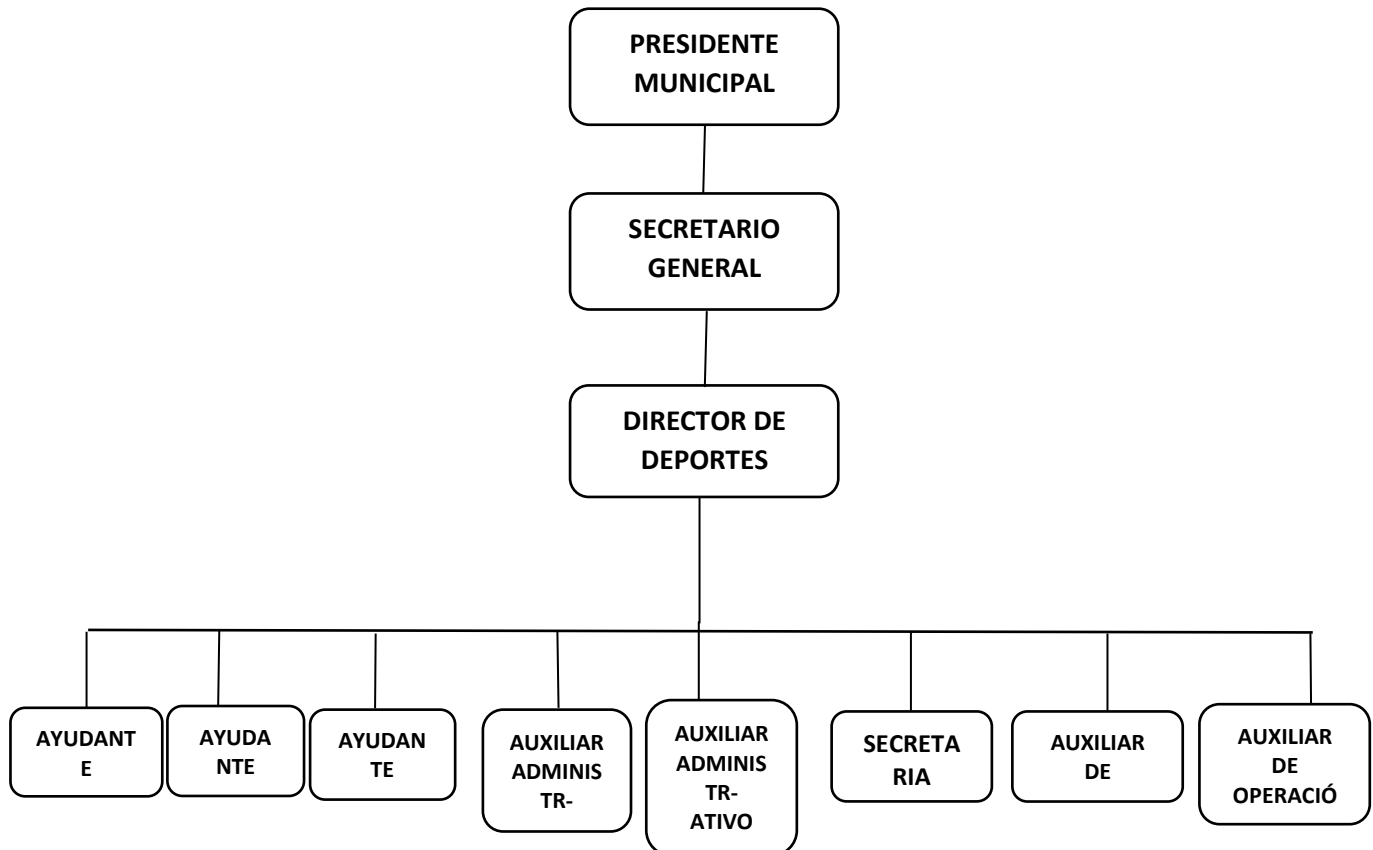 PRESIDENTE
MUNICIPAL
SECRETARIO
GENERAL
DIRECTOR DE
DEPORTES
AYUDANT
E
AYUDA
NTE
AYUDAN
TE
AUXILIAR
ADMINIS
TR-
AUXILIAR
ADMINIS
TR-
ATIVO
SECRETA
RIA
AUXILIAR
DE
AUXILIAR
DE
OPERACIÓ